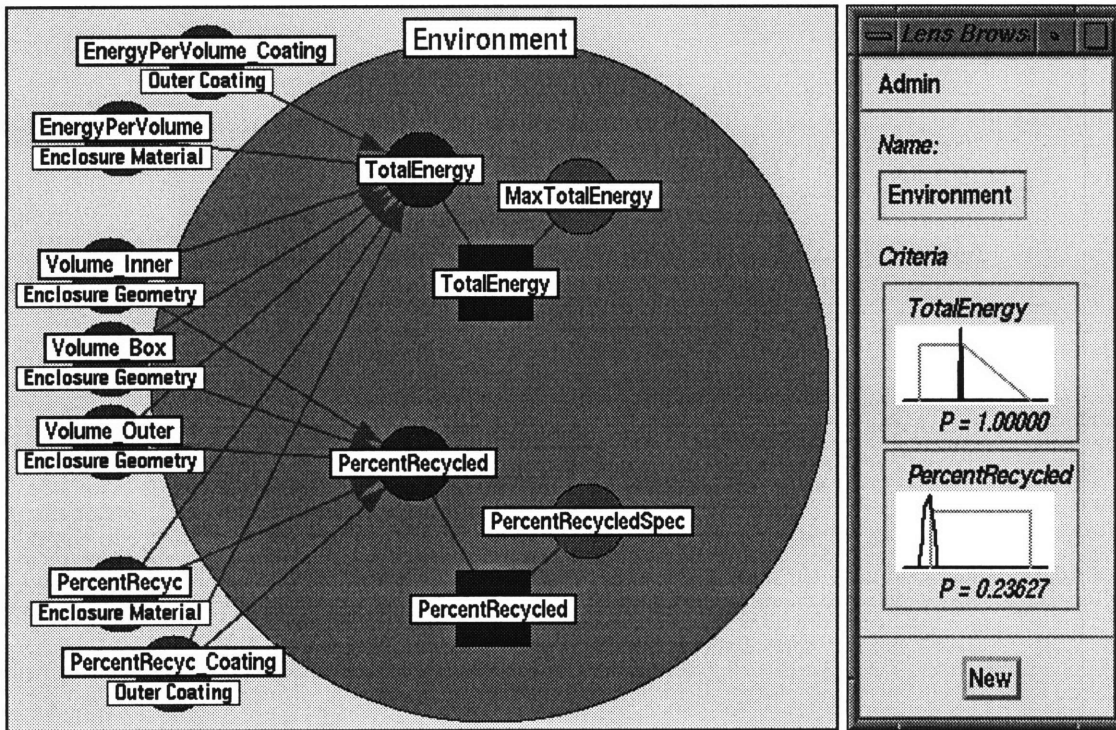 Environment
EnergyPerVolume_Coating
Outer Coating
EnergyPerVolume
Enclosure Material
TotalEnergy
MaxTotalEnergy
Volume_Inner
Enclosure Geometry
TotalEnergy
Volume_Box
Enclosure Geometry
Volume_Outer
Enclosure Geometry
PercentRecycled
PercentRecycledSpec
PercentRecyc
Enclosure Material
PercentRecycled
PercentRecyc_Coating
Outer Coating
Lens Brows
Admin
Name:
Environment
Criteria
TotalEnergy
P = 1.00000
PercentRecycled
P = 0.23627
New